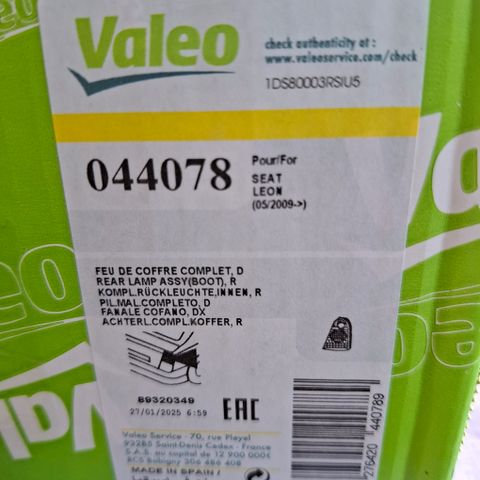 Valeo
check authenticity at :
www.valeoservice.com/check
1DS80003RSIU5
044078
Pour/For
SEAT
LEON
(05/2009->)
FEU DE COFFRE COMPLET, D
REAR LAMP ASSY(BOOT), R
KOMPL.RÜCKLEUCHTE,INNEN, R
PIL.MAL.COMPLETO, D
FANALE COFANO, DX
ACHTERL.COMPL.KOFFER, R
89320349
27/01/2025 6:59
EAC
276420 440789
Valeo Service - 70, rue Pleyel
93285 Saint-Denis Cedex - France
S.A.S. au capital de 12 900 000€
RCS Bobigny 306 486 408
MADE IN SPAIN /